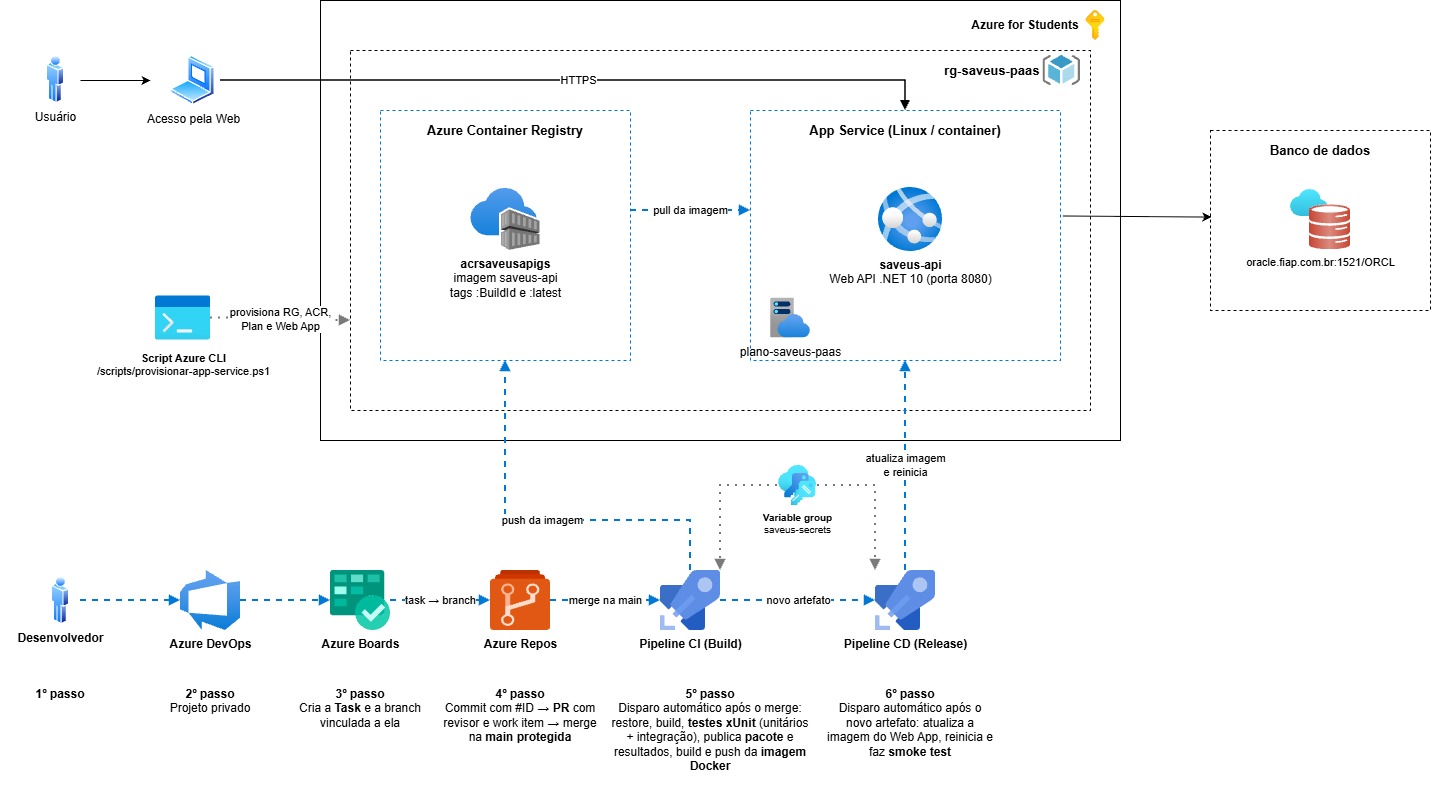 Azure for Students
rg-saveus-paas
HTTPS
Usuário
Acesso pela Web
Azure Container Registry
App Service (Linux / container)
Banco de dados
pull da imagem
acrsaveusapigs
imagem saveus-api
tags :BuildId e :latest
saveus-api
Web API .NET 10 (porta 8080)
oracle.fiap.com.br:1521/ORCL
provisiona RG, ACR,
Plan e Web App
plano-saveus-paas
Script Azure CLI
/scripts/provisionar-app-service.ps1
atualiza imagem
e reinicia
push da imagem
Variable group
saveus-secrets
task → branch
merge na main
novo artefato
Desenvolvedor
Azure DevOps
Azure Boards
Azure Repos
Pipeline CI (Build)
Pipeline CD (Release)
1º passo
2º passo
Projeto privado
3º passo
Cria a Task e a branch
vinculada a ela
4º passo
Commit com #ID → PR com
revisor e work item → merge
na main protegida
5º passo
Disparo automático após o merge:
restore, build, testes xUnit (unitários
+ integração), publica pacote e
resultados, build e push da imagem
Docker
6º passo
Disparo automático após o
novo artefato: atualiza a
imagem do Web App, reinicia e
faz smoke test